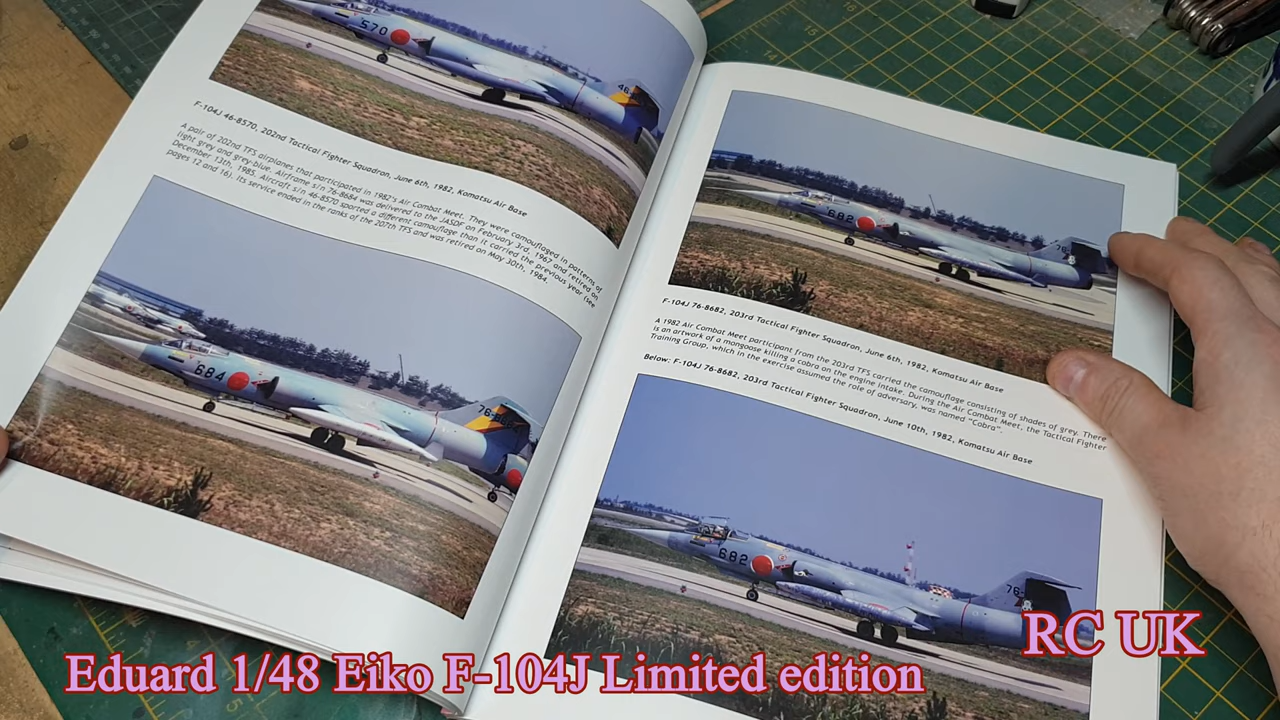 570
46
F-104J 46-8570, 202nd Tactical Fighter Squadron, June 6th, 1982, Komatsu Air Base
A pair of 202nd TFS airplanes that participated in 1982's Air Combat Meet. They were camouflaged in patterns of
(light grey and grey-blue. Airframe s/n 76-8684 was delivered to the JASDF on February 3rd, 1967 and retired on
December 13th, 1985. Aircraft s/n 46-8570 sported a different camouflage than it carried the previous year (see
pages 12 and 16). Its service ended in the ranks of the 207th TFS and was retired on May 30th, 1984.
684
76-
682
76
F-104J 76-8682, 203rd Tactical Fighter Squadron, June 6th, 1982, Komatsu Air Base
A 1982 Air Combat Meet participant from the 203rd TFS carried the camouflage consisting of shades of grey. There
is an artwork of a mongoose killing a cobra on the engine intake. During the Air Combat Meet, the Tactical Fighter
Training Group, which in the exercise assumed the role of adversary, was named "Cobra".
Below: F-104J 76-8682, 203rd Tactical Fighter Squadron, June 10th, 1982, Komatsu Air Base
682
76-
RC UK
Eduard 1/48 Eiko F-104J Limited edition